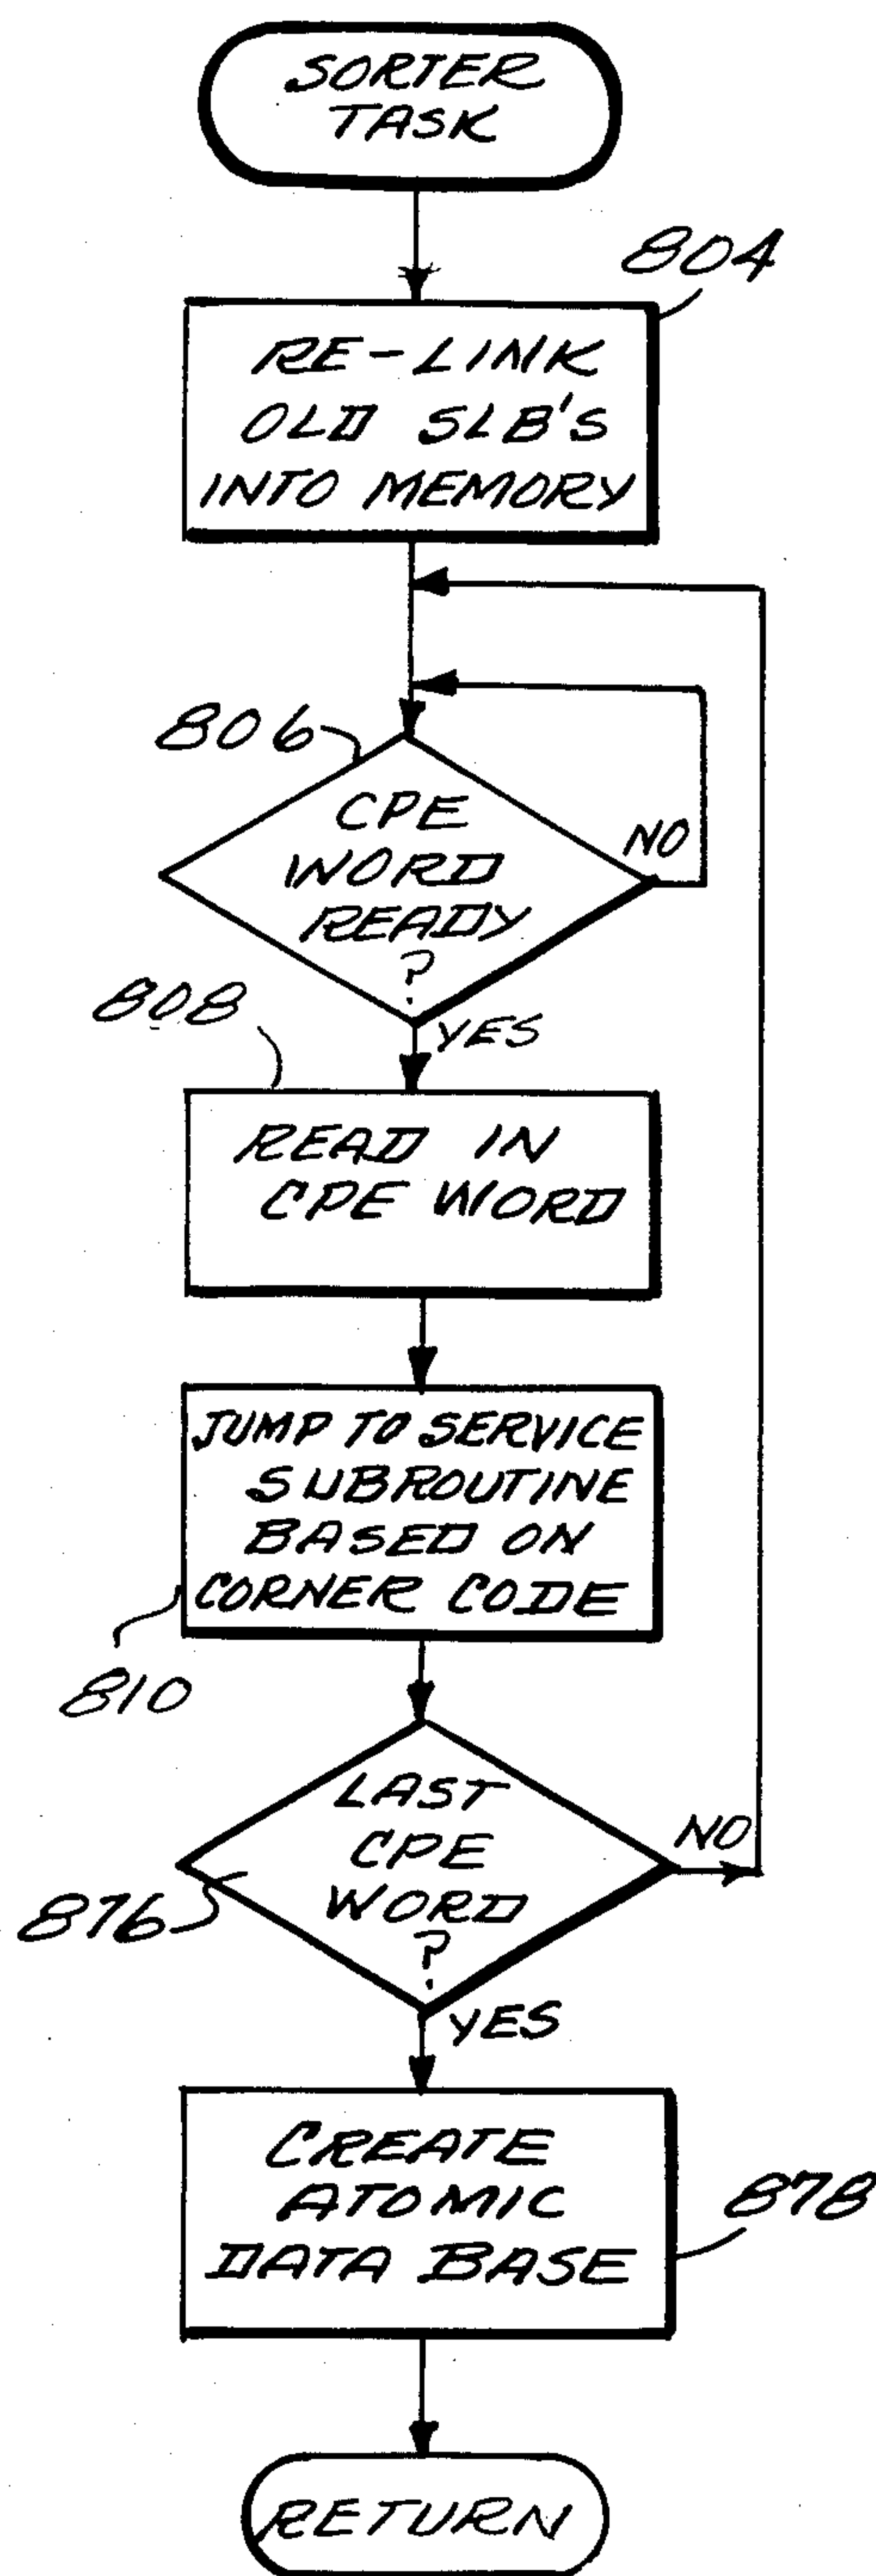 SORTER
TASK
804
RE-LINK
OLD SLB'S
INTO MEMORY
806
CPE
WORD
READY
?
NO
808
YES
READ IN
CPE WORD
JUMP TO SERVICE
SUBROUTINE
BASED ON
CORNER CODE
810
LAST
CPE
WORD
?
NO
876
YES
CREATE
ATOMIC
DATA BASE
878
RETURN